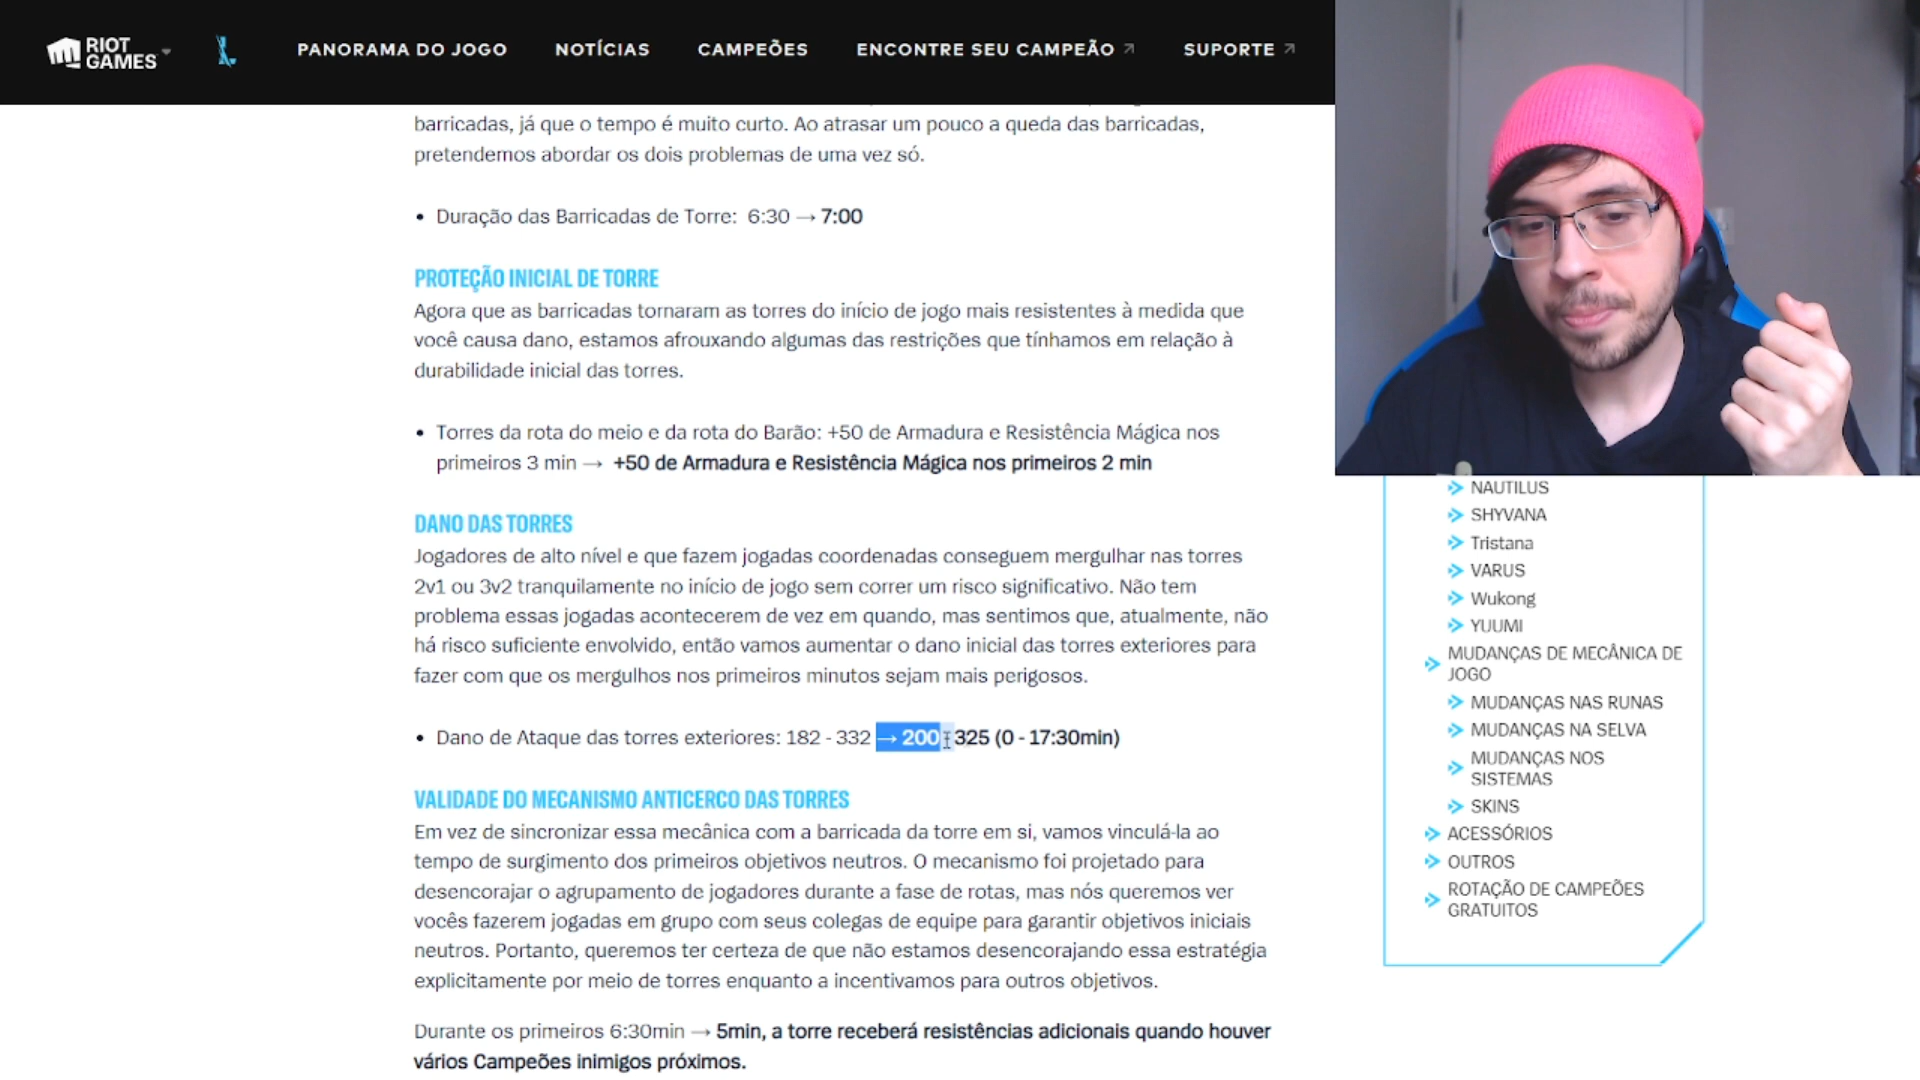 RIOT
GAMES
PANORAMA DO JOGO
NOTÍCIAS
CAMPEÕES
ENCONTRE SEU CAMPEÃO
SUPORTE
barricadas, já que o tempo é muito curto. Ao atrasar um pouco a queda das barricadas,
pretendemos abordar os dois problemas de uma vez só.
• Duração das Barricadas de Torre: 6:30 → 7:00
PROTEÇÃO INICIAL DE TORRE
Agora que as barricadas tornaram as torres do início de jogo mais resistentes à medida que
você causa dano, estamos afrouxando algumas das restrições que tínhamos em relação à
durabilidade inicial das torres.
• Torres da rota do meio e da rota do Barão: +50 de Armadura e Resistência Mágica nos
primeiros 3 min → +50 de Armadura e Resistência Mágica nos primeiros 2 min
DANO DAS TORRES
Jogadores de alto nível e que fazem jogadas coordenadas conseguem mergulhar nas torres
2v1 ou 3v2 tranquilamente no início de jogo sem correr um risco significativo. Não tem
problema essas jogadas acontecerem de vez em quando, mas sentimos que, atualmente, não
há risco suficiente envolvido, então vamos aumentar o dano inicial das torres exteriores para
fazer com que os mergulhos nos primeiros minutos sejam mais perigosos.
• Dano de Ataque das torres exteriores: 182 - 332 → 200 - 325 (0 - 17:30min)
VALIDADE DO MECANISMO ANTICERCO DAS TORRES
Em vez de sincronizar essa mecânica com a barricada da torre em si, vamos vinculá-la ao
tempo de surgimento dos primeiros objetivos neutros. O mecanismo foi projetado para
desencorajar o agrupamento de jogadores durante a fase de rotas, mas nós queremos ver
vocês fazerem jogadas em grupo com seus colegas de equipe para garantir objetivos iniciais
neutros. Portanto, queremos ter certeza de que não estamos desencorajando essa estratégia
explicitamente por meio de torres enquanto a incentivamos para outros objetivos.
Durante os primeiros 6:30min → 5min, a torre receberá resistências adicionais quando houver
vários Campeões inimigos próximos.
NAUTILUS
SHYVANA
Tristana
VARUS
Wukong
YUUMI
MUDANÇAS DE MECÂNICA DE
JOGO
MUDANÇAS NAS RUNAS
MUDANÇAS NA SELVA
MUDANÇAS NOS
SISTEMAS
SKINS
ACESSÓRIOS
OUTROS
ROTAÇÃO DE CAMPEÕES
GRATUITOS